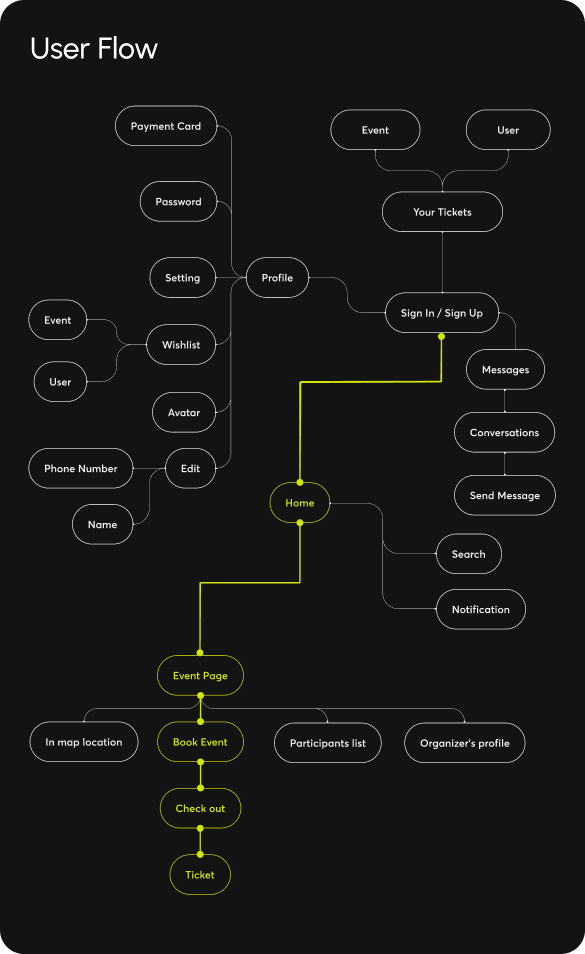 User Flow
Payment Card
Event
User
Password
Your Tickets
Setting
Profile
Event
Sign In / Sign Up
Wishlist
User
Messages
Avatar
Conversations
Phone Number
Edit
Send Message
Home
Name
Search
Notification
Event Page
In map location
Book Event
Participants list
Organizer's profile
Check out
Ticket